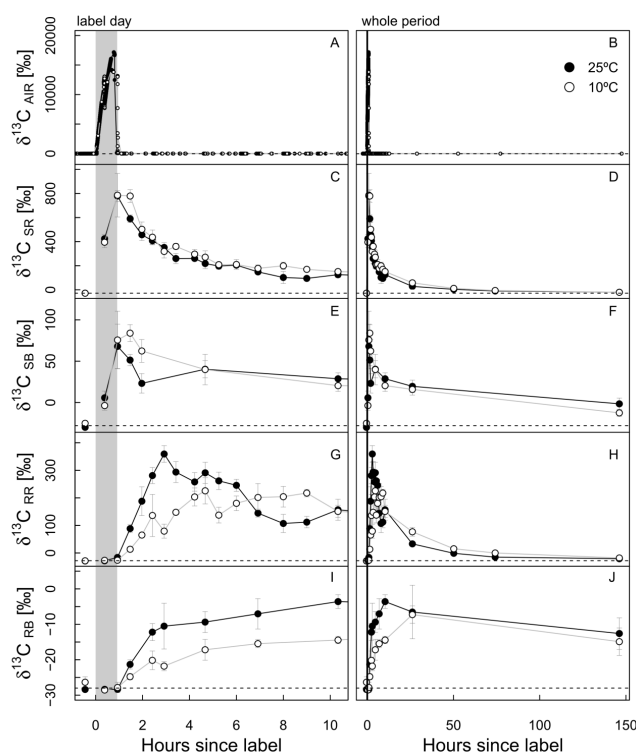 label day
whole period
δ13C AIR [‰]
0 10000 20000
A
B
25ºC
10ºC
δ13C SR [‰]
0 400 800
C
D
δ13C SB [‰]
0 50 100
E
F
δ13C RR [‰]
0 100 300
G
H
δ13C RB [‰]
−30 −20 −10 0
I
J
0 2 4 6 8 10
0 50 100 150
Hours since label
Hours since label